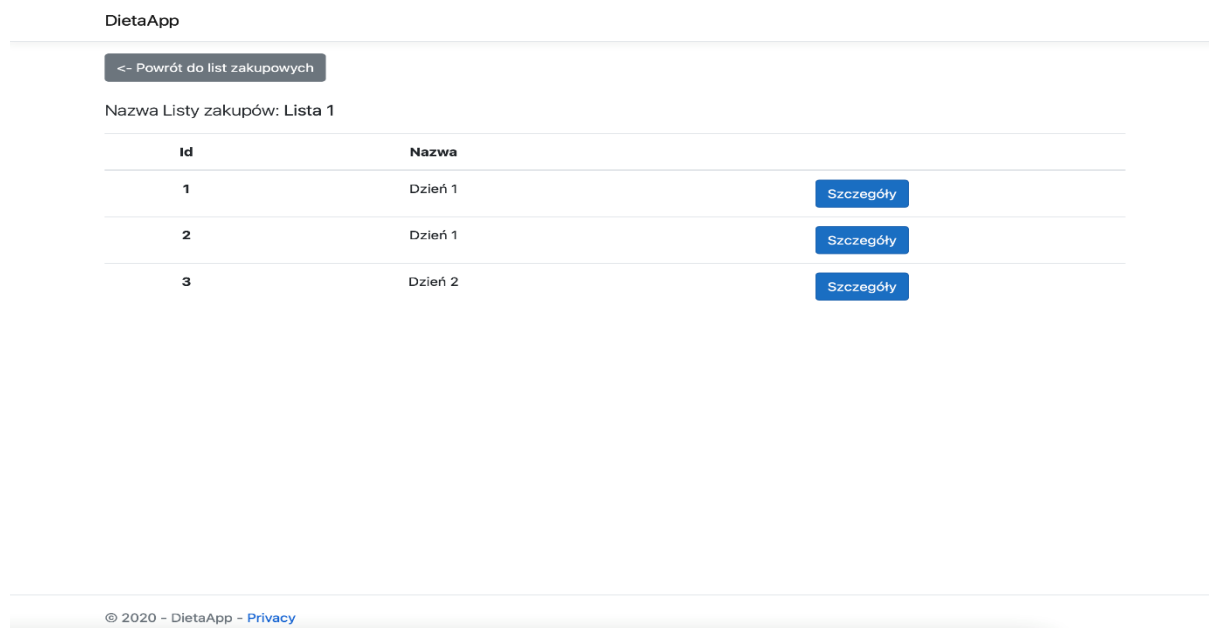 DietaApp
<- Powrót do list zakupowych
Nazwa Listy zakupów: Lista 1
Id Nazwa
1 Dzień 1 Szczegóły
2 Dzień 1 Szczegóły
3 Dzień 2 Szczegóły
© 2020 - DietaApp - Privacy